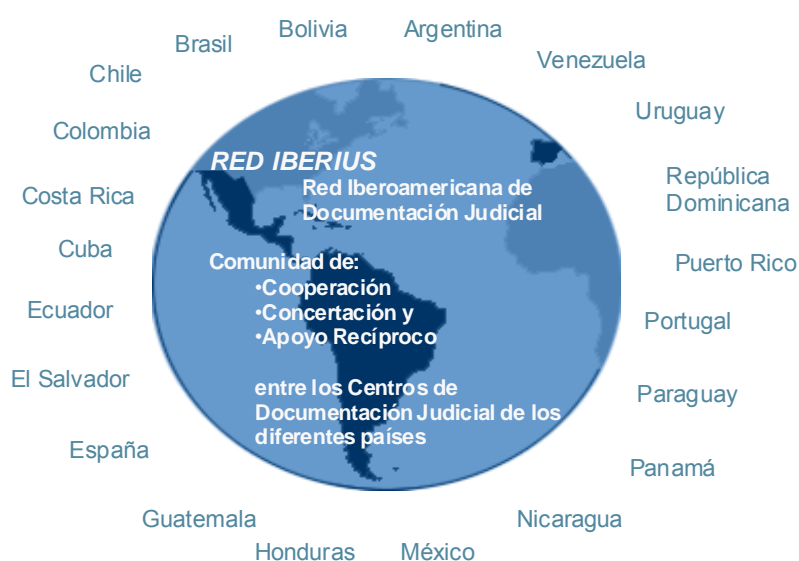 Bolivia
Argentina
Brasil
Venezuela
Chile
Uruguay
Colombia
RED IBERIUS
República
Dominicana
Red Iberoamericana de
Documentación Judicial
Costa Rica
Cuba
Comunidad de:
Puerto Rico
•Cooperación
•Concertación y
•Apoyo Recíproco
Ecuador
Portugal
El Salvador
Paraguay
entre los Centros de
Documentación Judicial de los
diferentes países
España
Panamá
Guatemala
Nicaragua
Honduras
México